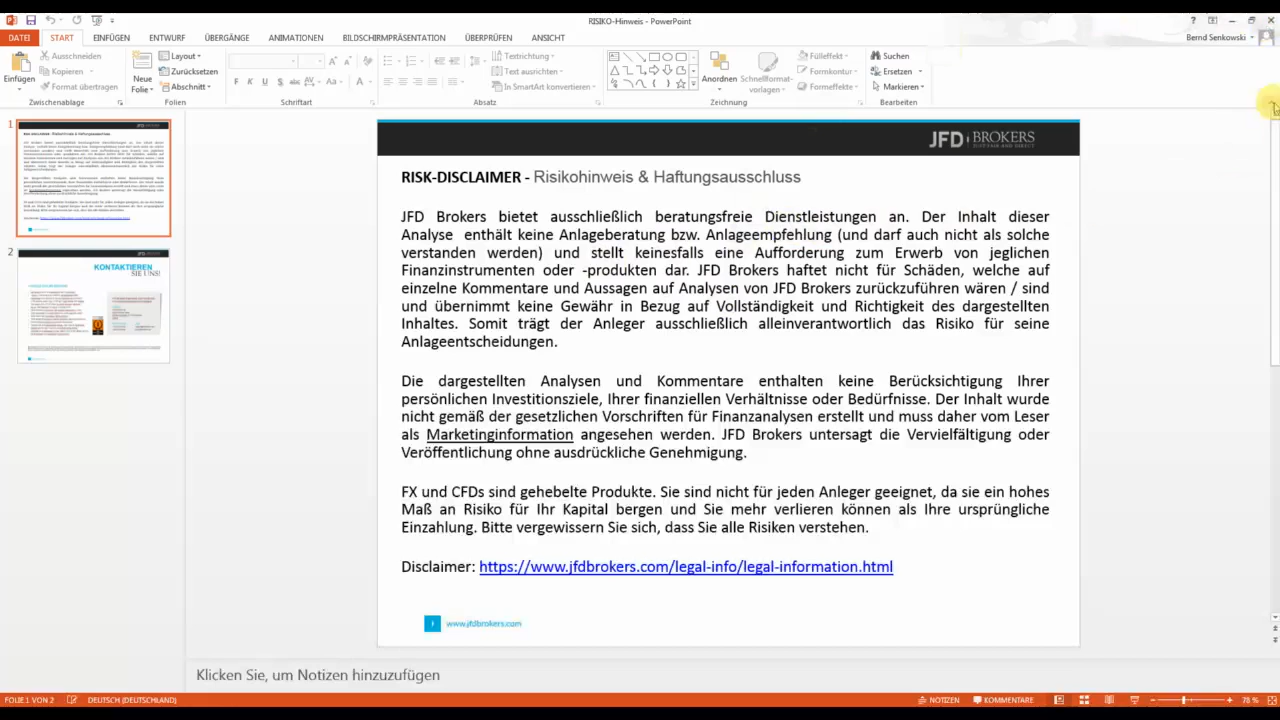 RISIKO-Hinweis - PowerPoint
DATEI START EINFÜGEN ENTWURF ÜBERGÄNGE ANIMATIONEN BILDSCHIRMPRÄSENTATION ÜBERPRÜFEN ANSICHT
Bernd Senkowski
Einfügen
Ausschneiden
Kopieren
Format übertragen
Zwischenablage
Neue
Folie
Layout
Zurücksetzen
Abschnitt
Folien
F K U S abc AV Aa A
Schriftart
Textrichtung
Text ausrichten
In SmartArt konvertieren
Absatz
Anordnen
Schnellformat-
vorlagen
Fülleffekt
Formkontur
Formeffekte
Zeichnung
Suchen
Ersetzen
Markieren
Bearbeiten
1
2
KONTAKTIEREN
SIE UNS!
JFD BROKERS
RISK-DISCLAIMER - Risikohinweis & Haftungsausschluss
JFD Brokers bietet ausschließlich beratungsfreie Dienstleistungen an. Der Inhalt dieser
Analyse enthält keine Anlageberatung bzw. Anlageempfehlung (und darf auch nicht als solche
verstanden werden) und stellt keinesfalls eine Aufforderung zum Erwerb von jeglichen
Finanzinstrumenten oder -produkten dar. JFD Brokers haftet nicht für Schäden, welche auf
einzelne Kommentare und Aussagen auf Analysen von JFD Brokers zurückzuführen wären / sind
und übernimmt keine Gewähr in Bezug auf Vollständigkeit und Richtigkeit des dargestellten
Inhaltes. Somit trägt der Anleger ausschließlich alleinverantwortlich das Risiko für seine
Anlageentscheidungen.
Die dargestellten Analysen und Kommentare enthalten keine Berücksichtigung Ihrer
persönlichen Investitionsziele, Ihrer finanziellen Verhältnisse oder Bedürfnisse. Der Inhalt wurde
nicht gemäß der gesetzlichen Vorschriften für Finanzanalysen erstellt und muss daher vom Leser
als Marketinginformation angesehen werden. JFD Brokers untersagt die Vervielfältigung oder
Veröffentlichung ohne ausdrückliche Genehmigung.
FX und CFDs sind gehebelte Produkte. Sie sind nicht für jeden Anleger geeignet, da sie ein hohes
Maß an Risiko für Ihr Kapital bergen und Sie mehr verlieren können als Ihre ursprüngliche
Einzahlung. Bitte vergewissern Sie sich, dass Sie alle Risiken verstehen.
Disclaimer: https://www.jfdbrokers.com/legal-info/legal-information.html
www.jfdbrokers.com
Klicken Sie, um Notizen hinzuzufügen
FOLIE 1 VON 2 DEUTSCH (DEUTSCHLAND) NOTIZEN KOMMENTARE 78 %